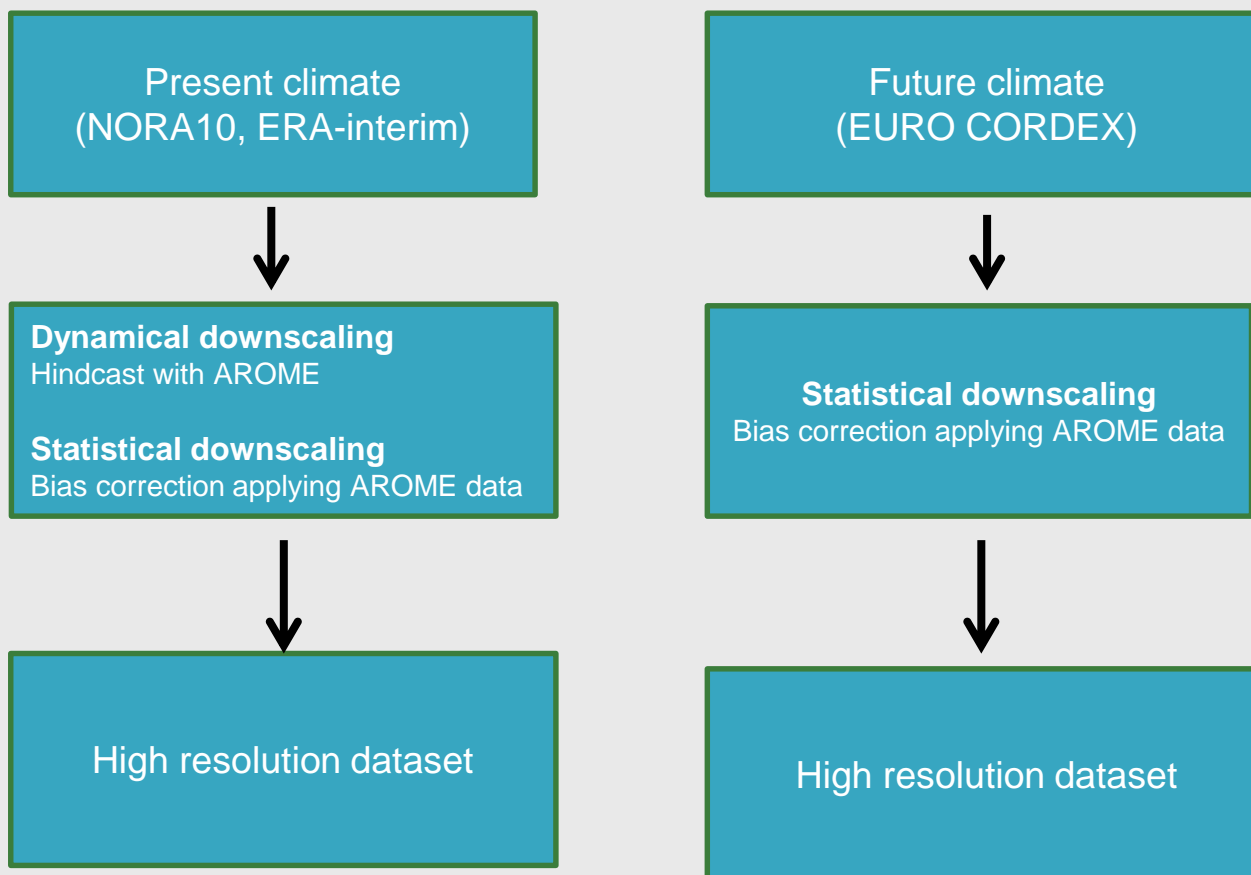 Present climate
(NORA10, ERA-interim)
Dynamical downscaling
Hindcast with AROME
Statistical downscaling
Bias correction applying AROME data
High resolution dataset
Future climate
(EURO CORDEX)
Statistical downscaling
Bias correction applying AROME data
High resolution dataset